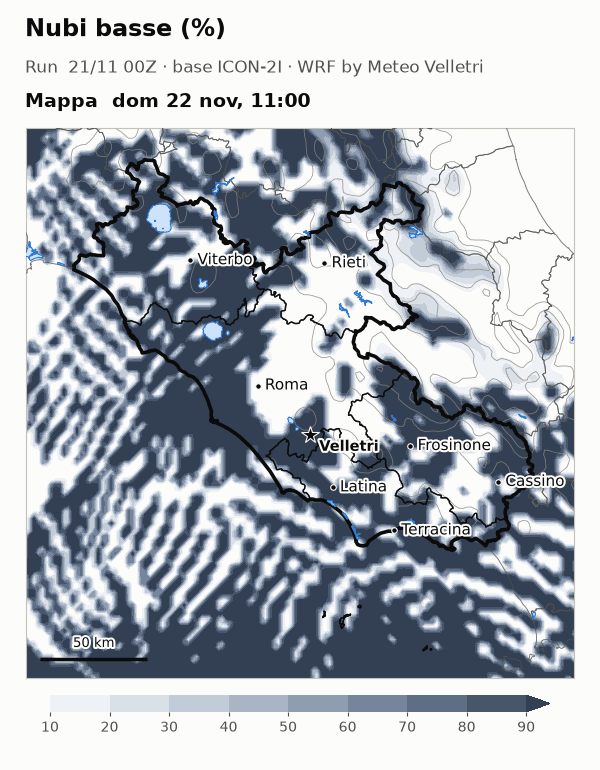 Nubi basse (%)
Run  21/11 00Z · base ICON-2I · WRF by Meteo Velletri
Mappa  dom 22 nov, 11:00
Viterbo
Rieti
Roma
Velletri
Frosinone
Cassino
Latina
Terracina
50 km
10 20 30 40 50 60 70 80 90